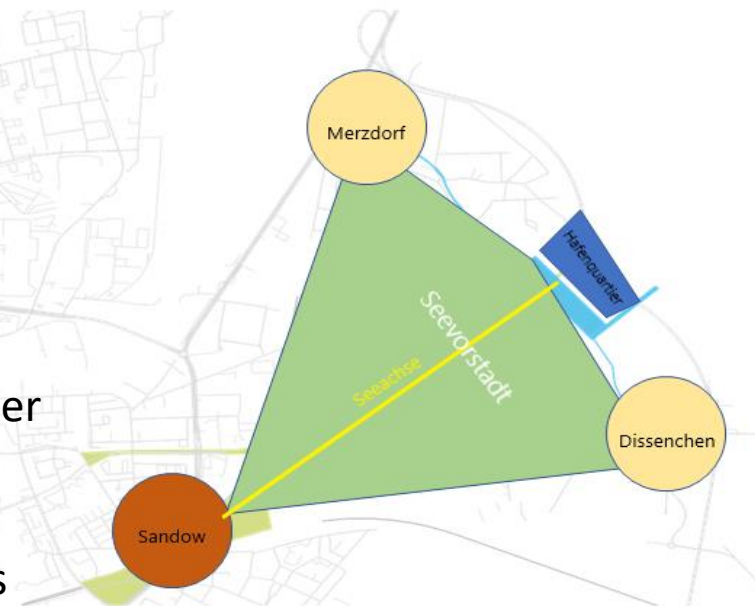 Merzdorf
Hafenquartier
Seevorstadt
Seeachse
er
Dissenchen
Sandow
s